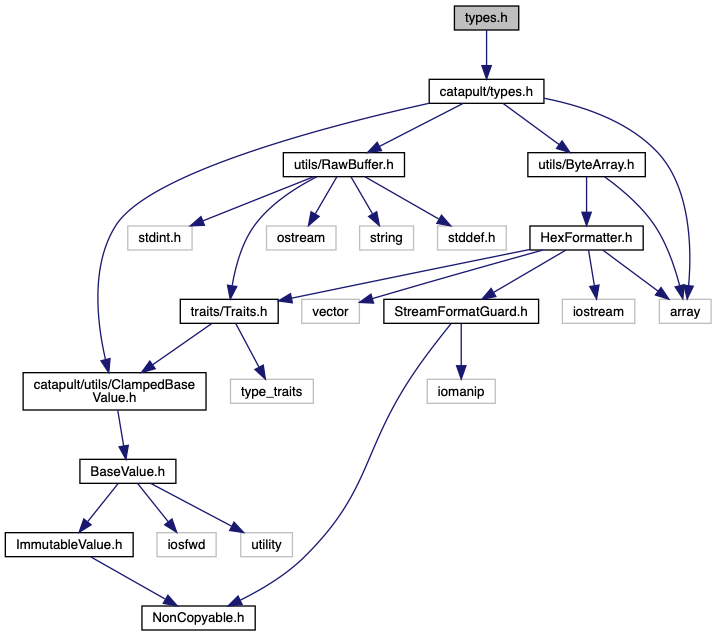 types.h
catapult/types.h
utils/RawBuffer.h
utils/ByteArray.h
stdint.h
ostream
string
stddef.h
HexFormatter.h
traits/Traits.h
vector
StreamFormatGuard.h
iostream
array
catapult/utils/ClampedBase
Value.h
type_traits
iomanip
BaseValue.h
ImmutableValue.h
iosfwd
utility
NonCopyable.h